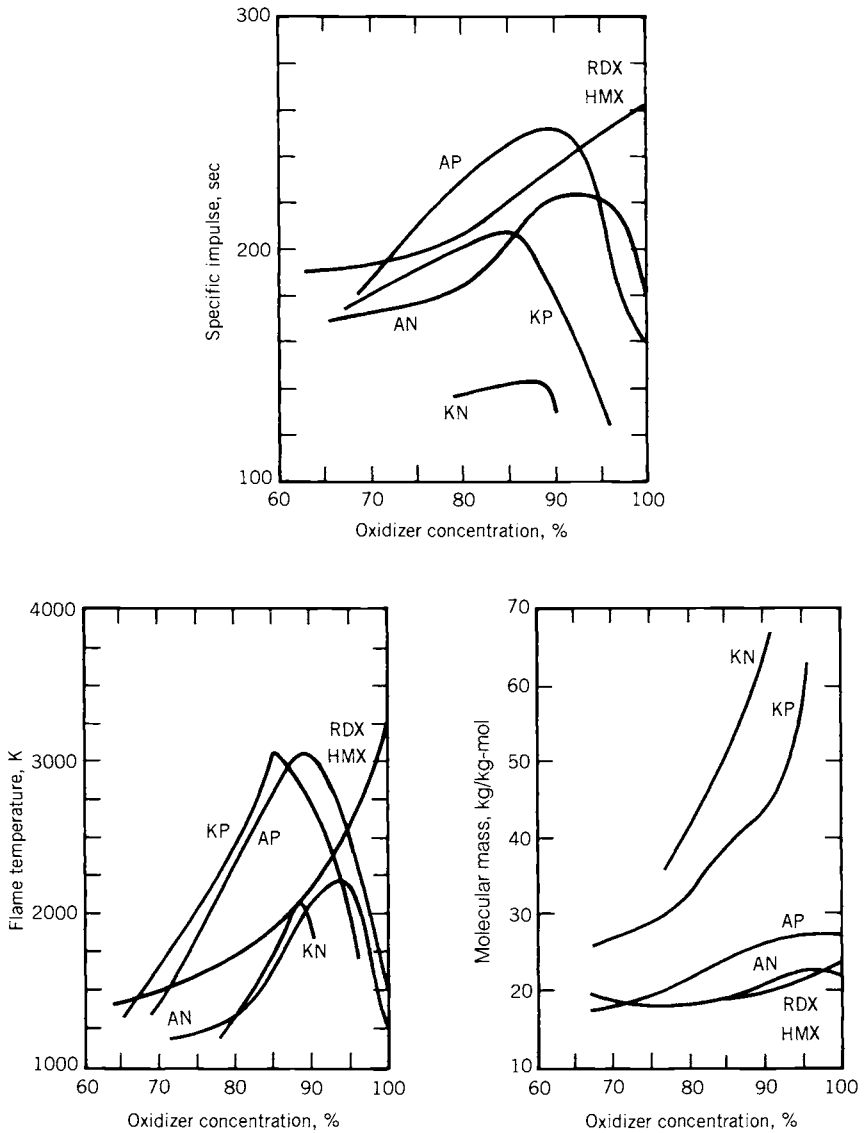 300
RDX
HMX
AP
200
AN
KP
KN
100
60 70 80 90 100
Specific impulse, sec
Oxidizer concentration, %
4000
3000
2000
1000
RDX
HMX
KP
AP
KN
AN
60 70 80 90 100
Flame temperature, K
Oxidizer concentration, %
70
60
50
40
30
20
10
KN
KP
AP
AN
RDX
HMX
60 70 80 90 100
Molecular mass, kg/kg-mol
Oxidizer concentration, %